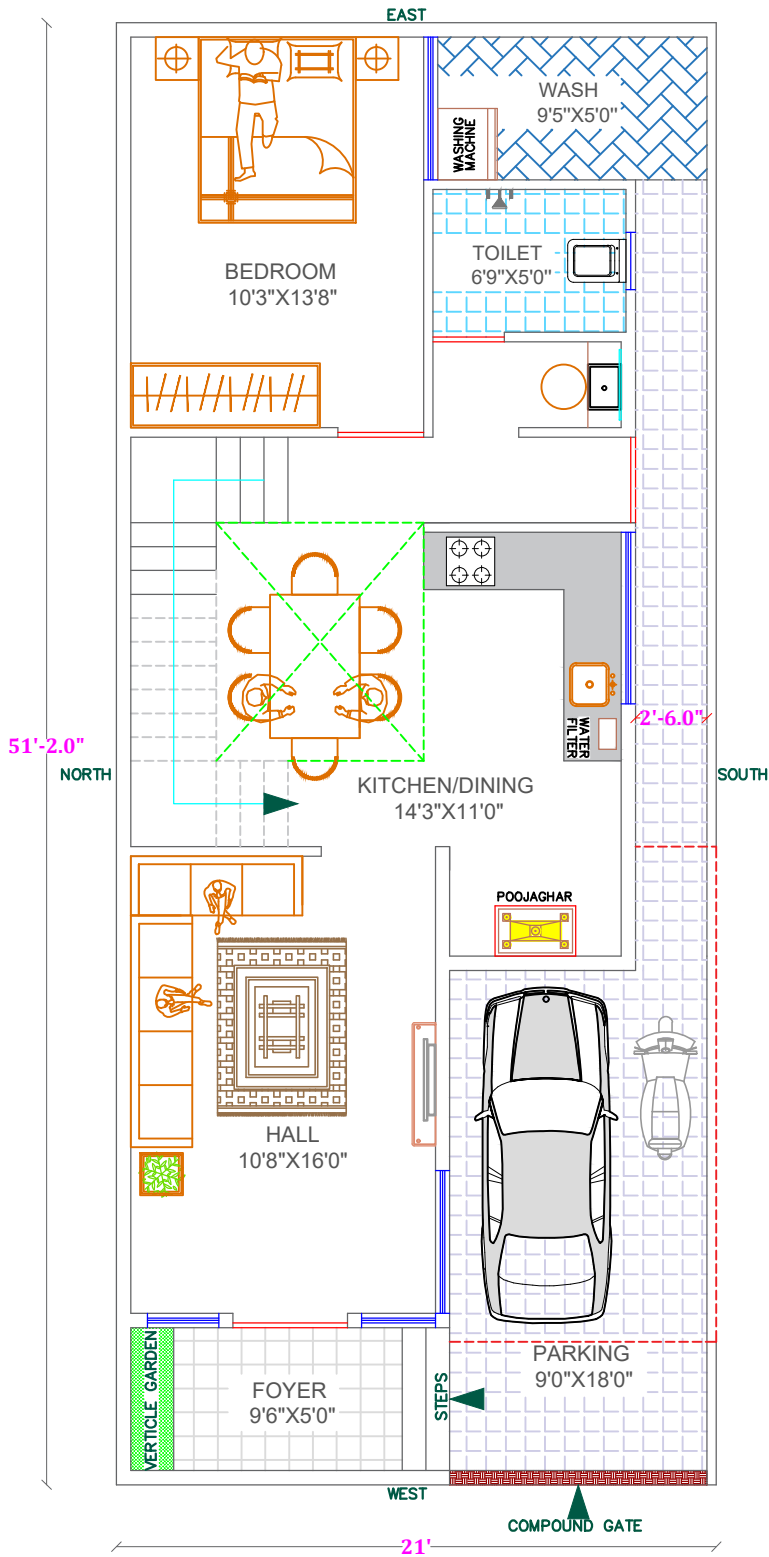 EAST
WASH
9'5"X5'0"
WASHING
MACHNE
TOILET
6'9"X5'0"
BEDROOM
10'3"X13'8"
51'-2.0"
NORTH
2'-6.0"
SOUTH
WATER
FILTER
KITCHEN/DINING
14'3"X11'0"
POOJAGHAR
HALL
10'8"X16'0"
VERTICLE GARDEN
FOYER
9'6"X5'0"
STEPS
PARKING
9'0"X18'0"
WEST
COMPOUND GATE
21'